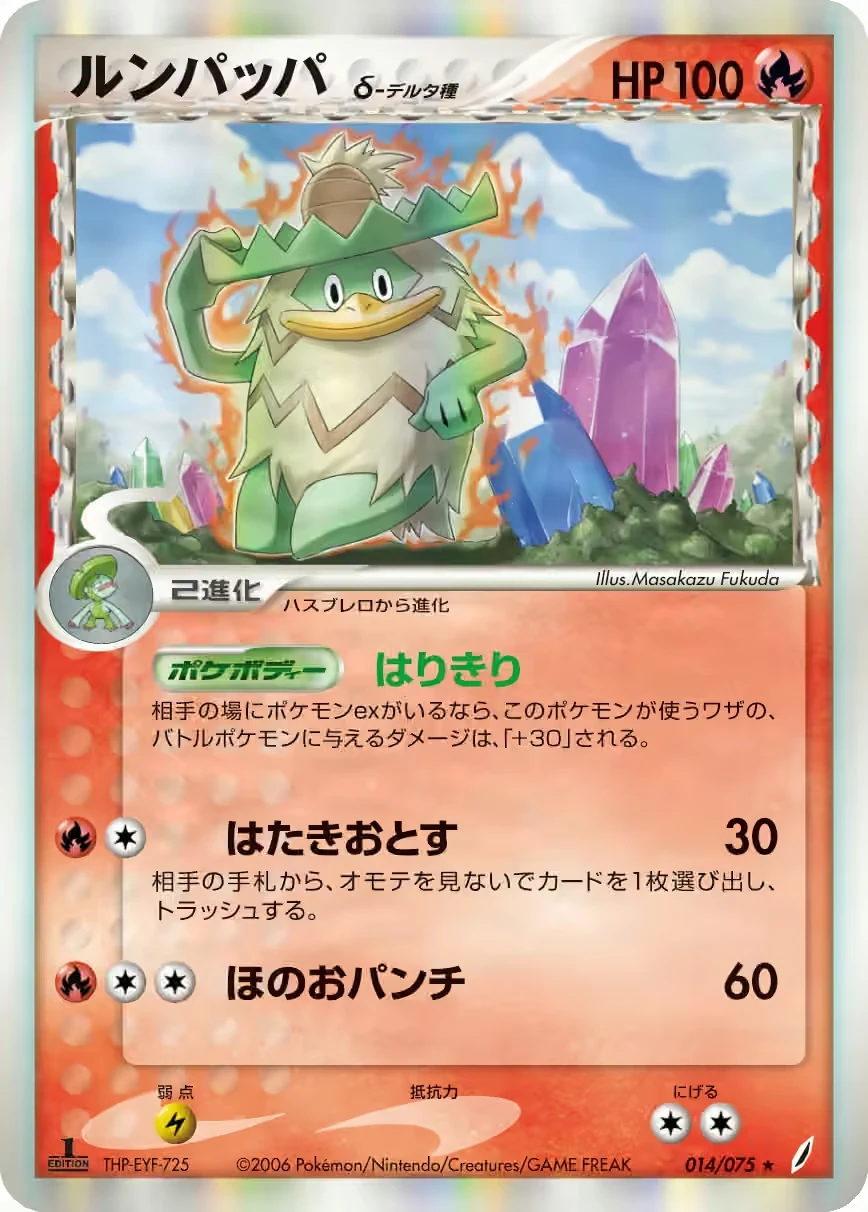 ルンパッパ δ-デルタ種 HP100
Illus.Masakazu Fukuda
2進化 ハスブレロから進化
ポケボディー はりきり
相手の場にポケモンexがいるなら、このポケモンが使うワザの、
バトルポケモンに与えるダメージは、「+30」される。
はたきおとす 30
相手の手札から、オモテを見ないでカードを1枚選び出し、
トラッシュする。
ほのおパンチ 60
弱点 抵抗力 にげる
1 EDITION THP-EYF-725 ©2006 Pokémon/Nintendo/Creatures/GAME FREAK 014/075 ★